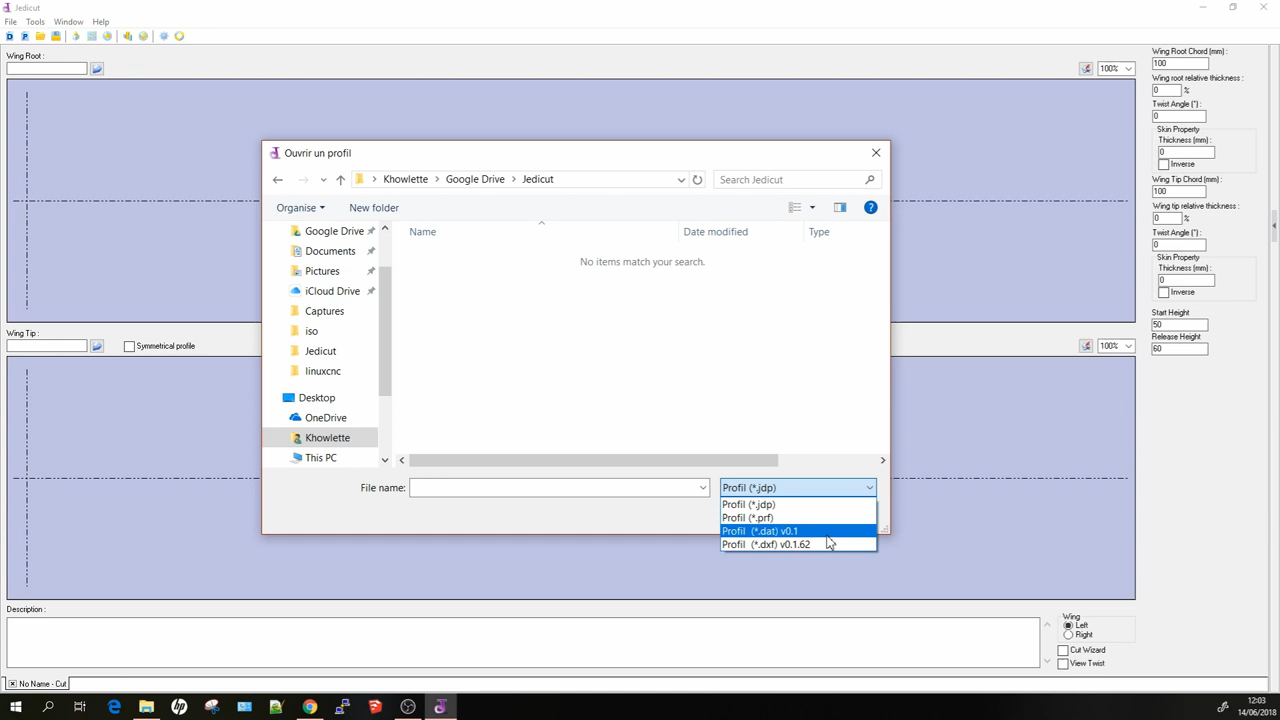 Jedicut
File Tools Window Help
Wing Root :
100%
Wing Root Chord (mm) :
100
Wing root relative thickness :
0 %
Twist Angle (°) :
0
Skin Property
Thickness (mm) :
0
Inverse
Wing Tip Chord (mm) :
100
Wing tip relative thickness :
0 %
Twist Angle (°) :
0
Skin Property
Thickness (mm) :
0
Inverse
Start Height
50
Release Height
60
Ouvrir un profil
Khowlette Google Drive Jedicut
Search Jedicut
Organise New folder
Name Date modified Type
No items match your search.
Google Drive
Documents
Pictures
iCloud Drive
Captures
iso
Jedicut
linuxcnc
Desktop
OneDrive
Khowlette
This PC
File name: Profil (*.jdp)
Profil (*.jdp)
Profil (*.prf)
Profil (*.dat) v0.1
Profil (*.dxf) v0.1.62
Wing Tip :
Symmetrical profile
100%
Description :
Wing
Left
Right
Cut Wizard
View Twist
No Name - Cut
12:03
14/06/2018